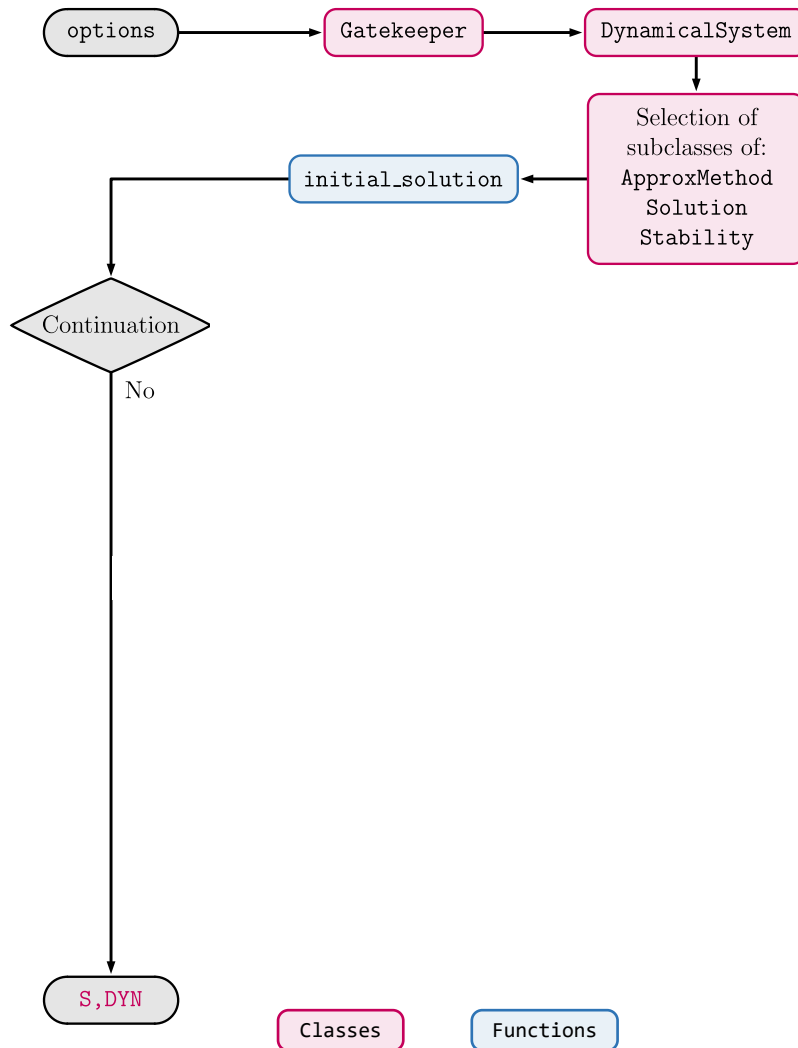 options
Gatekeeper
DynamicalSystem
Selection of
subclasses of:
ApproxMethod
Solution
Stability
initial_solution
Continuation
No
S,DYN
Classes
Functions